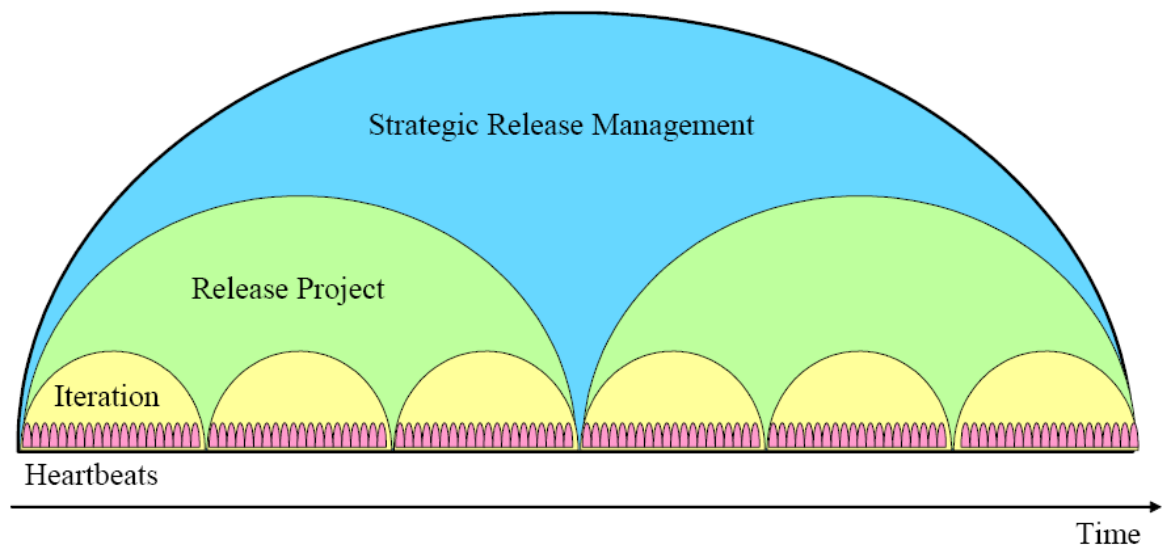 Strategic Release Management
Release Project
Iteration
Heartbeats
Time